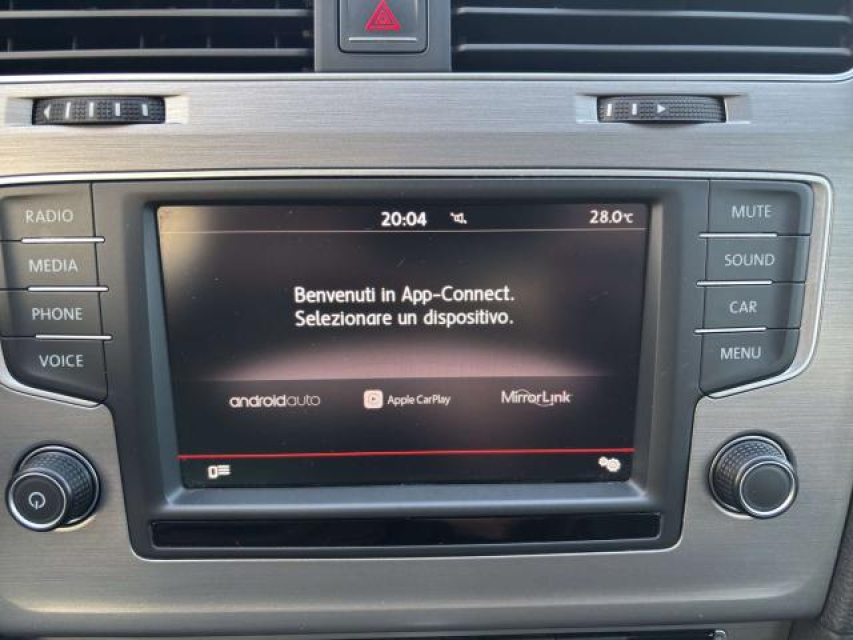 20:04 28.0°C
RADIO
MEDIA
PHONE
VOICE
Benvenuti in App-Connect.
Selezionare un dispositivo.
androidauto Apple CarPlay MirrorLink
MUTE
SOUND
CAR
MENU